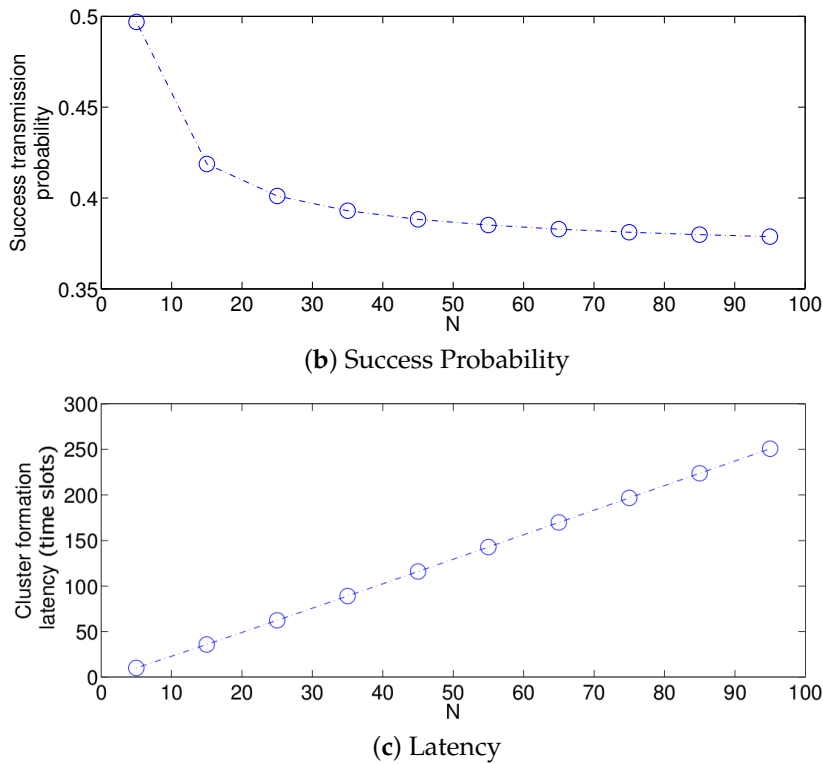 0.5
0.45
0.4
0.35
Success transmission
probability
0 10 20 30 40 50 60 70 80 90 100
N
(b) Success Probability
300
250
200
150
100
50
0
Cluster formation
latency (time slots)
0 10 20 30 40 50 60 70 80 90 100
N
(c) Latency